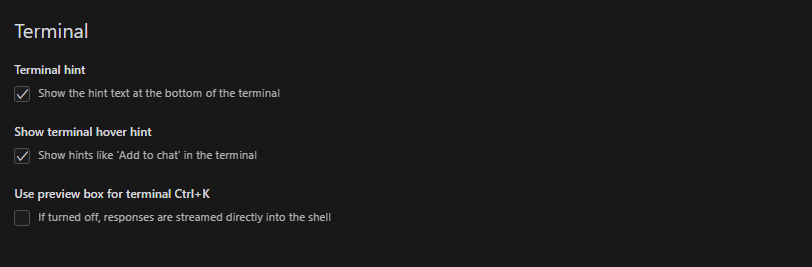 Terminal
Terminal hint
Show the hint text at the bottom of the terminal
Show terminal hover hint
Show hints like 'Add to chat' in the terminal
Use preview box for terminal Ctrl+K
If turned off, responses are streamed directly into the shell